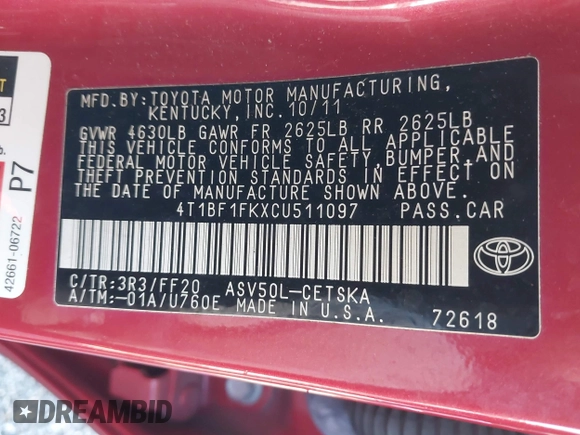 MFD.BY:TOYOTA MOTOR MANUFACTURING,
KENTUCKY, INC. 10/11
GVWR 4630LB GAWR FR 2625LB RR 2625LB
THIS VEHICLE CONFORMS TO ALL APPLICABLE
FEDERAL MOTOR VEHICLE SAFETY, BUMPER, AND
THEFT PREVENTION STANDARDS IN EFFECT ON
THE DATE OF MANUFACTURE SHOWN ABOVE.
4T1BF1FKXCU511097 PASS.CAR
C/TR:3R3/FF20 ASV50L-CETSKA
A/TM:-01A/U760E MADE IN U.S.A.
72618
P7
42661-06722
DREAMBID